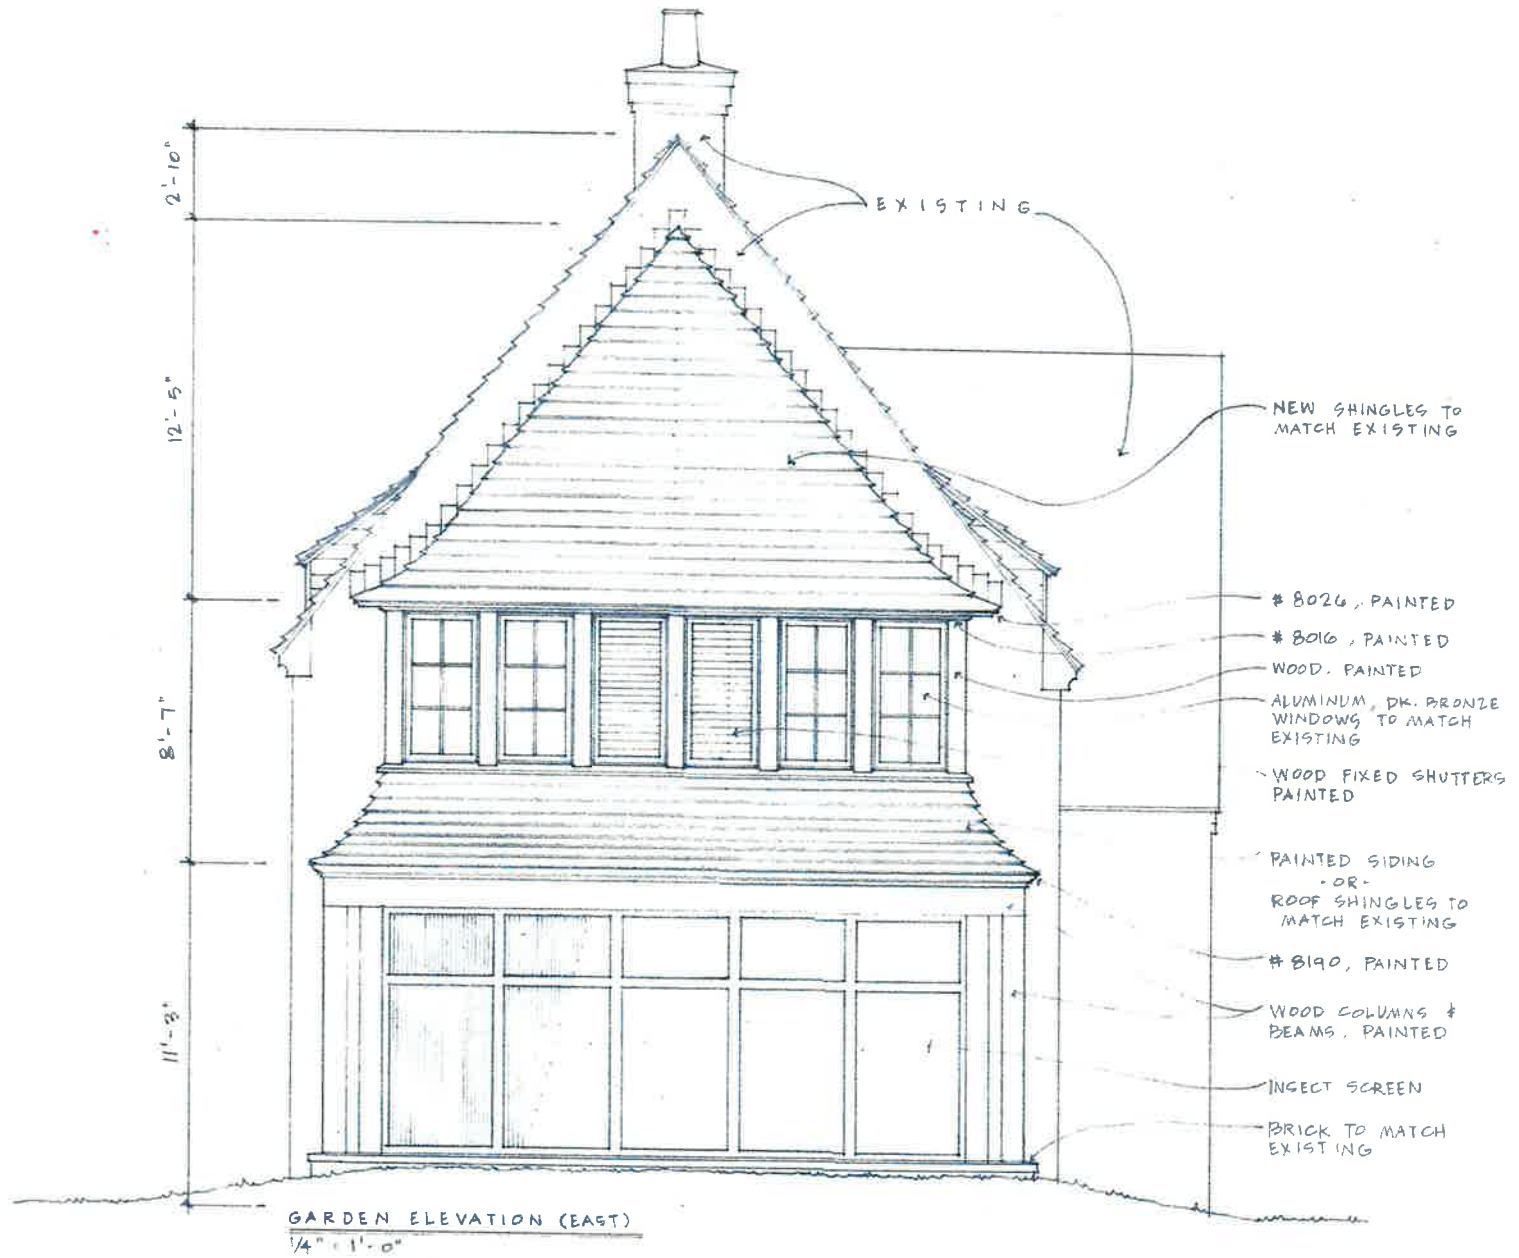 2'-10"
EXISTING
12'-5"
NEW SHINGLES TO
MATCH EXISTING
# 8026, PAINTED
# 8016, PAINTED
WOOD. PAINTED
ALUMINUM, DK. BRONZE
WINDOWS TO MATCH
EXISTING
8'-7"
WOOD FIXED SHUTTERS
PAINTED
PAINTED SIDING
- OR -
ROOF SHINGLES TO
MATCH EXISTING
# 8190, PAINTED
WOOD COLUMNS &
BEAMS, PAINTED
11'-3"
INSECT SCREEN
BRICK TO MATCH
EXISTING
GARDEN ELEVATION (EAST)
1/4" = 1'-0"